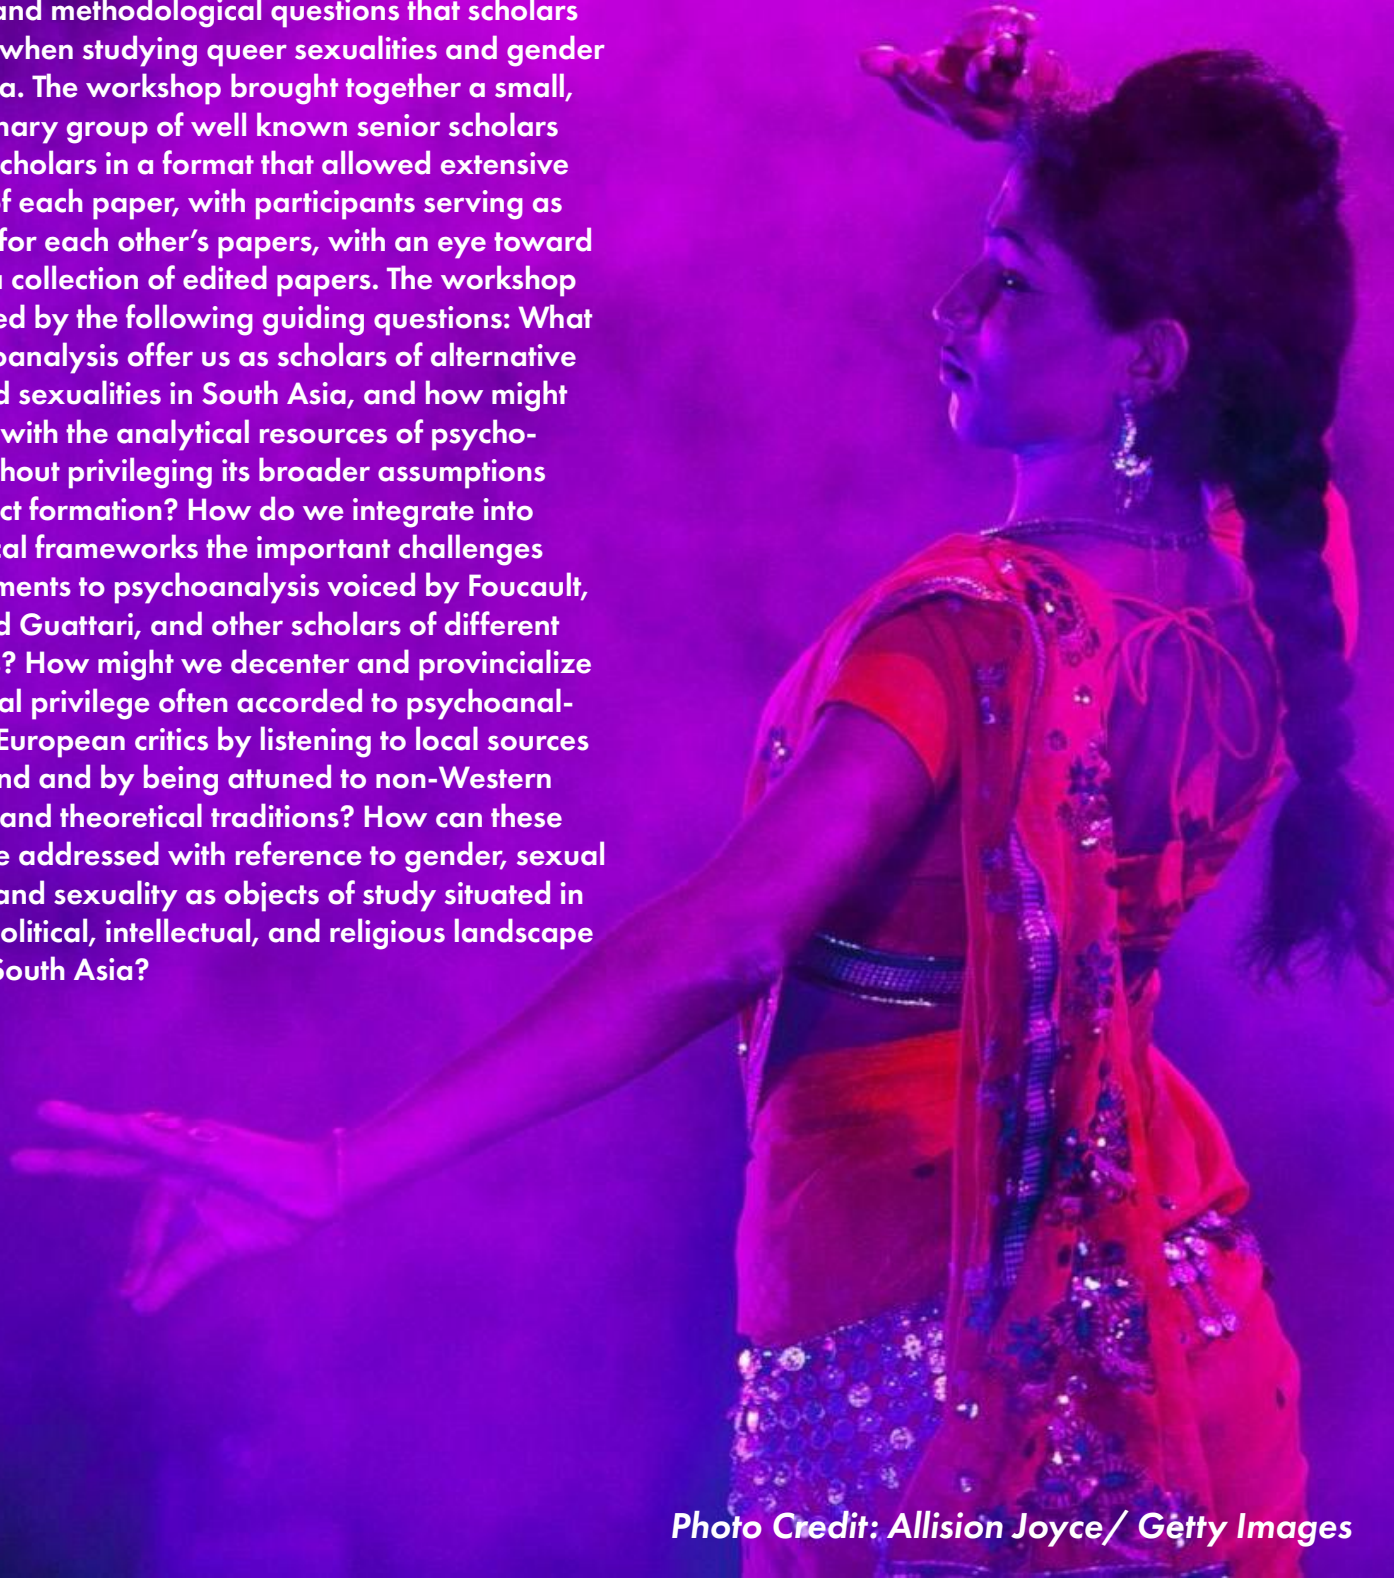 and methodological questions that scholars
when studying queer sexualities and gender
a. The workshop brought together a small,
nary group of well known senior scholars
cholars in a format that allowed extensive
f each paper, with participants serving as
for each other's papers, with an eye toward
collection of edited papers. The workshop
ed by the following guiding questions: What
oanalysis offer us as scholars of alternative
d sexualities in South Asia, and how might
with the analytical resources of psycho-
hout privileging its broader assumptions
ct formation? How do we integrate into
cal frameworks the important challenges
ments to psychoanalysis voiced by Foucault,
d Guattari, and other scholars of different
s? How might we decenter and provincialize
al privilege often accorded to psychoanal-
European critics by listening to local sources
nd and by being attuned to non-Western
and theoretical traditions? How can these
e addressed with reference to gender, sexual
and sexuality as objects of study situated in
olitical, intellectual, and religious landscape
South Asia?
Photo Credit: Allision Joyce/ Getty Images